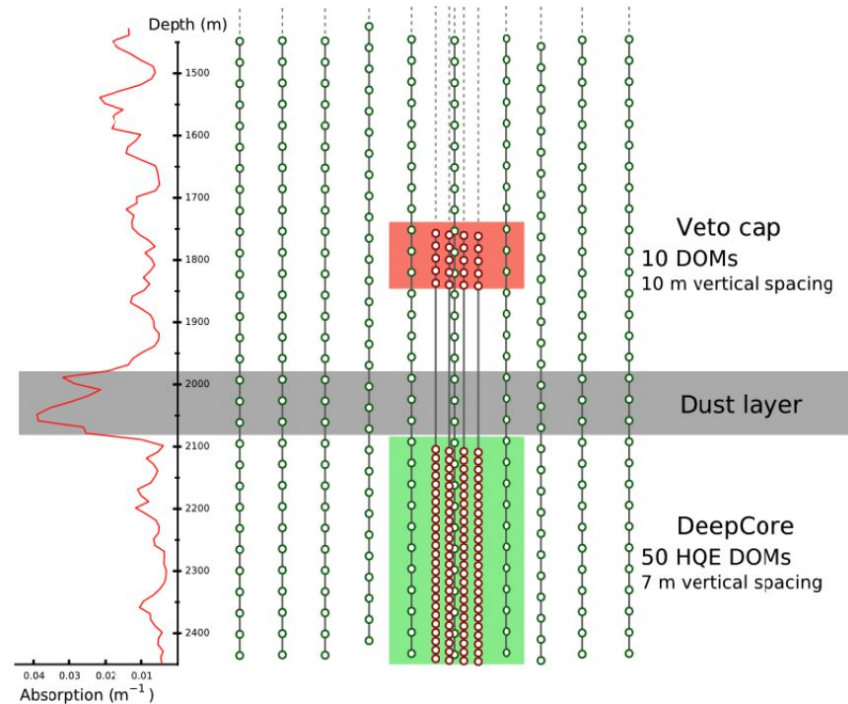 Depth (m)
1500
1600
1700
1800
1900
2000
2100
2200
2300
2400
0.04 0.03 0.02 0.01
Absorption (m⁻¹)
Veto cap
10 DOMs
10 m vertical spacing
Dust layer
DeepCore
50 HQE DOMs
7 m vertical spacing